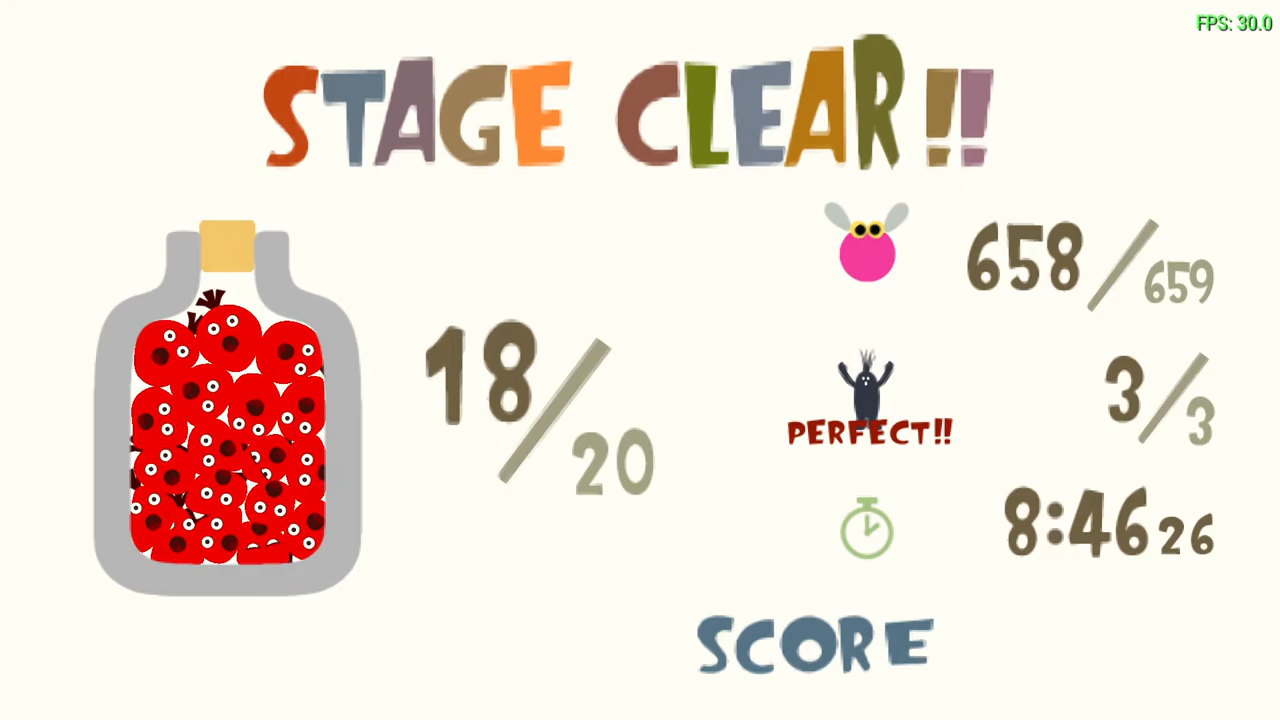 FPS: 30.0
STAGE CLEAR!!
658/659
18/20
PERFECT!!
3/3
8:46 26
SCORE